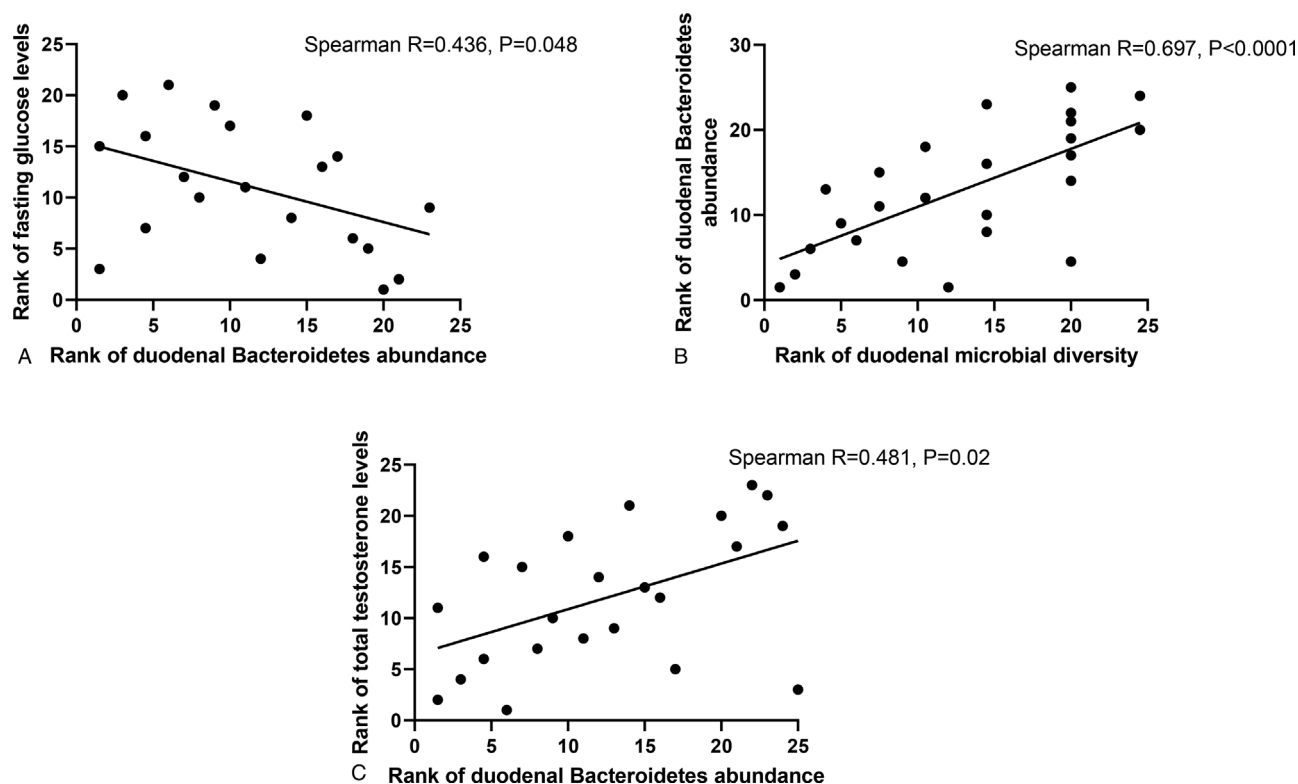 Spearman R=0.436, P=0.048
Rank of fasting glucose levels
25
20
15
10
5
0
0 5 10 15 20 25
A Rank of duodenal Bacteroidetes abundance
Spearman R=0.697, P<0.0001
Rank of duodenal Bacteroidetes
abundance
30
20
10
0
0 5 10 15 20 25
B Rank of duodenal microbial diversity
Spearman R=0.481, P=0.02
Rank of total testosterone levels
25
20
15
10
5
0
0 5 10 15 20 25
C Rank of duodenal Bacteroidetes abundance